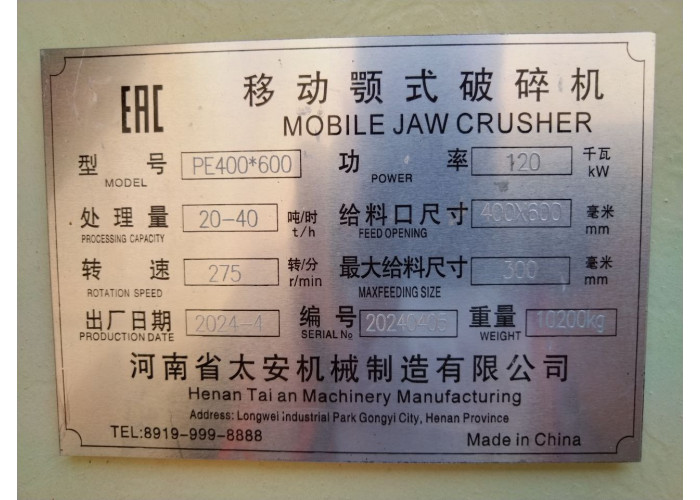 EAC 移动颚式破碎机
MOBILE JAW CRUSHER
型号 PE400*600 功率 120 千瓦
MODEL POWER kW
处理量 20-40 吨/时 给料口尺寸 400X600 毫米
PROCESSING CAPACITY t/h FEED OPENING mm
转速 275 转/分 最大给料尺寸 300 毫米
ROTATION SPEED r/min MAXFEEDING SIZE mm
出厂日期 2024-4 编号 20240405 重量 10200kg
PRODUCTION DATE SERIAL No WEIGHT
河南省太安机械制造有限公司
Henan Tai an Machinery Manufacturing
Address: Longwei industrial Park Gongyi City, Henan Province
TEL:8919-999-8888 Made in China